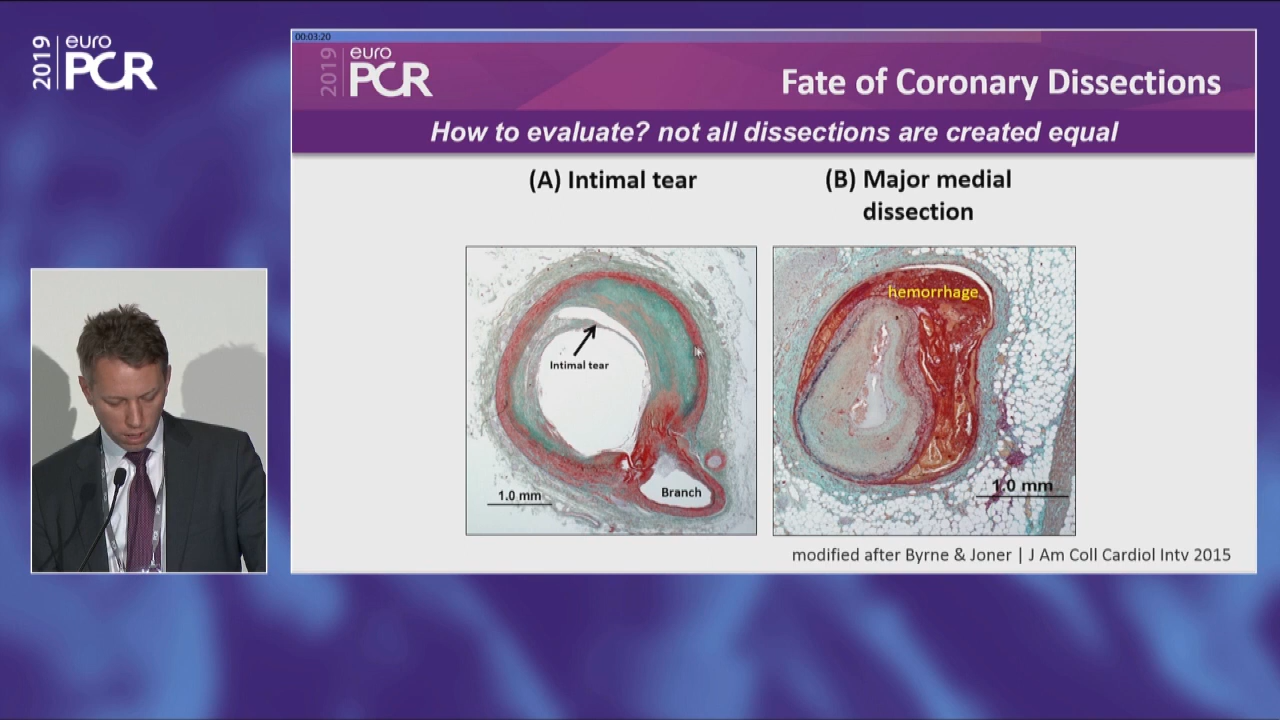 2019
euro
PCR
00:03:20
2019
euro
PCR
Fate of Coronary Dissections
How to evaluate? not all dissections are created equal
(A) Intimal tear
(B) Major medial
dissection
Intimal tear
1.0 mm
Branch
hemorrhage
1.0 mm
modified after Byrne & Joner | J Am Coll Cardiol Intv 2015